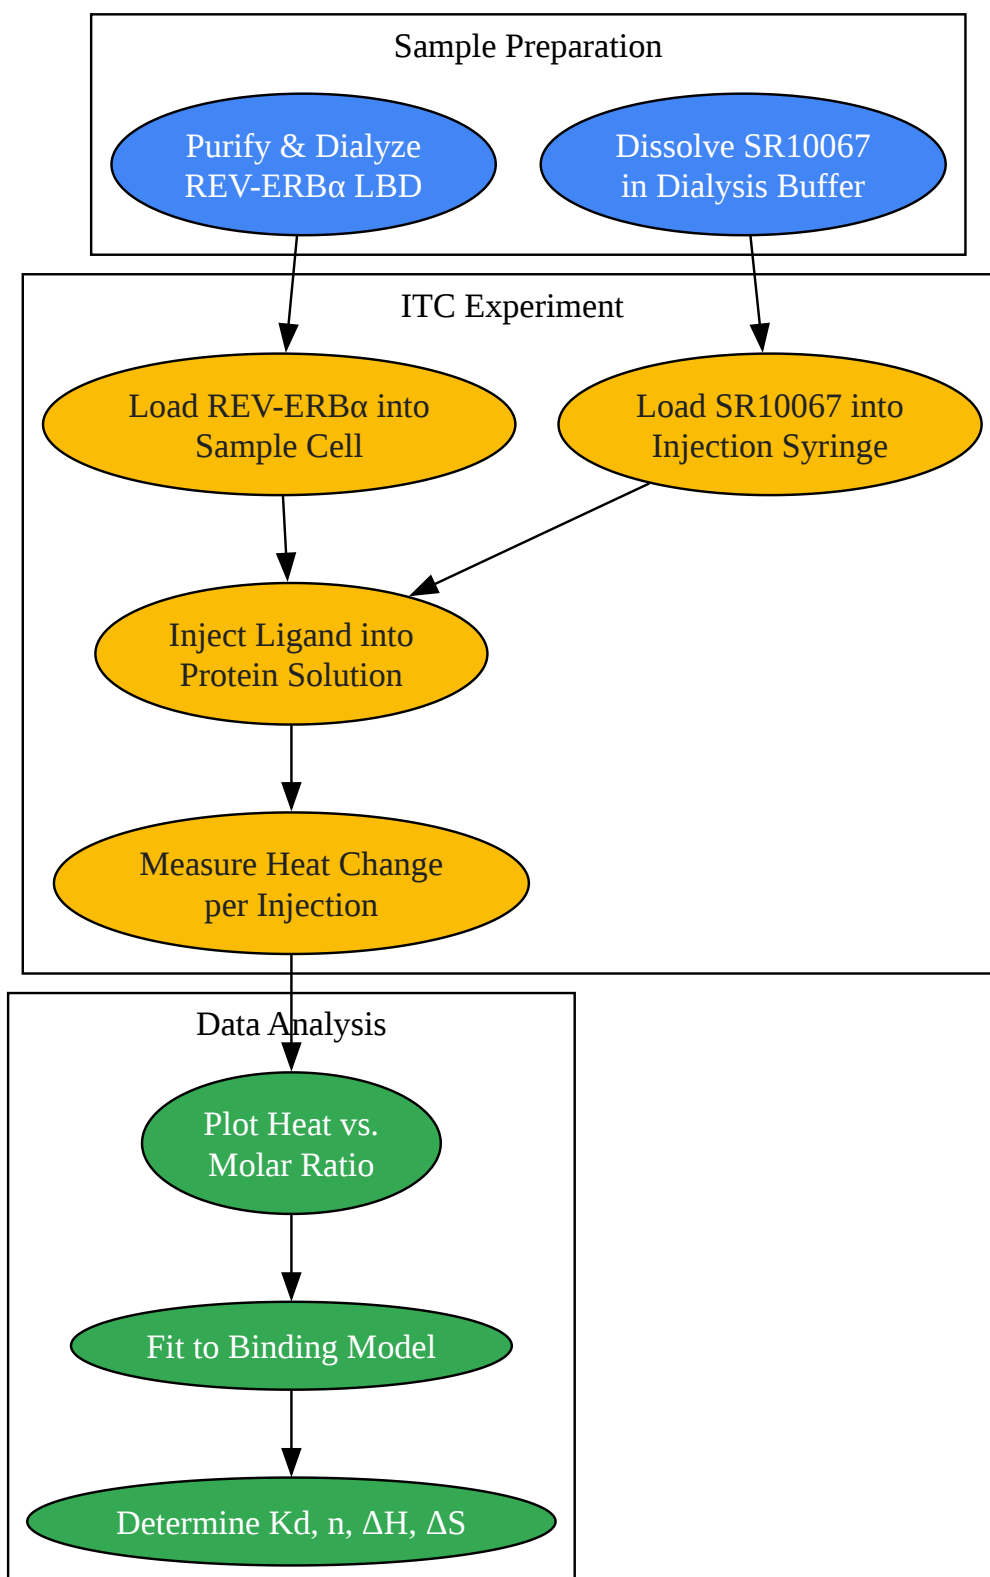 Sample Preparation
Purify & Dialyze
REV-ERBα LBD
Dissolve SR10067
in Dialysis Buffer
ITC Experiment
Load REV-ERBα into
Sample Cell
Load SR10067 into
Injection Syringe
Inject Ligand into
Protein Solution
Measure Heat Change
per Injection
Data Analysis
Plot Heat vs.
Molar Ratio
Fit to Binding Model
Determine Kd, n, ΔH, ΔS